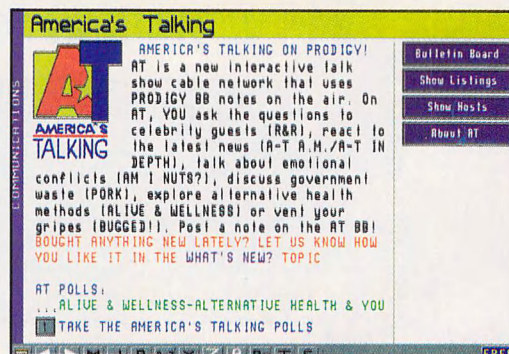 America's Talking
COMMUNICATIONS
AT
AMERICA'S
TALKING
AMERICA'S TALKING ON PRODIGY!
AT is a new interactive talk
show cable network that uses
PRODIGY BB notes on the air. On
AT, YOU ask the questions to
celebrity guests (R&R), react to
the latest news (A-T A.M./A-T IN
DEPTH), talk about emotional
conflicts (AM I NUTS?), discuss government
waste (PORK), explore alternative health
methods (ALIVE & WELLNESS) or vent your
gripes (BUGGED!). Post a note on the AT BB!
BOUGHT ANYTHING NEW LATELY? LET US KNOW HOW
YOU LIKE IT IN THE WHAT'S NEW? TOPIC
AT POLLS:
...ALIVE & WELLNESS-ALTERNATIVE HEALTH & YOU
1 TAKE THE AMERICA'S TALKING POLLS
Bulletin Board
Show Listings
Show Hosts
About AT